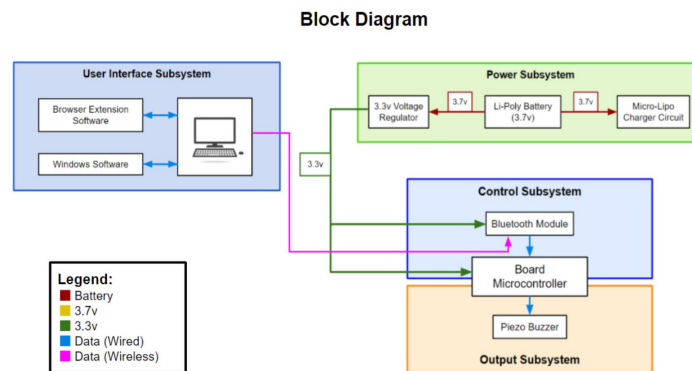 Block Diagram
User Interface Subsystem
Browser Extension
Software
Windows Software
Power Subsystem
3.3v Voltage
Regulator
3.7v
Li-Poly Battery
(3.7v)
3.7v
Micro-Lipo
Charger Circuit
3.3v
Control Subsystem
Bluetooth Module
Board
Microcontroller
Piezo Buzzer
Output Subsystem
Legend:
Battery
3.7v
3.3v
Data (Wired)
Data (Wireless)